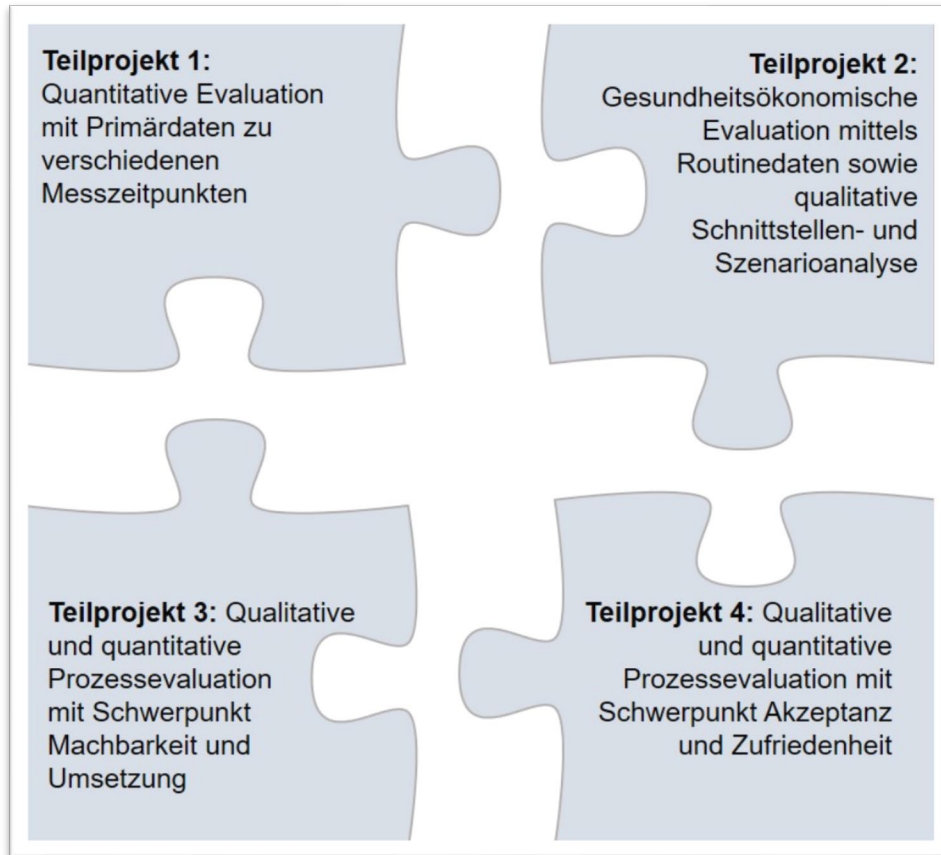 Teilprojekt 1:
Quantitative Evaluation
mit Primärdaten zu
verschiedenen
Messzeitpunkten
Teilprojekt 2:
Gesundheitsökonomische
Evaluation mittels
Routinedaten sowie
qualitative
Schnittstellen- und
Szenarioanalyse
Teilprojekt 3: Qualitative
und quantitative
Prozessevaluation
mit Schwerpunkt
Machbarkeit und
Umsetzung
Teilprojekt 4: Qualitative
und quantitative
Prozessevaluation mit
Schwerpunkt Akzeptanz
und Zufriedenheit